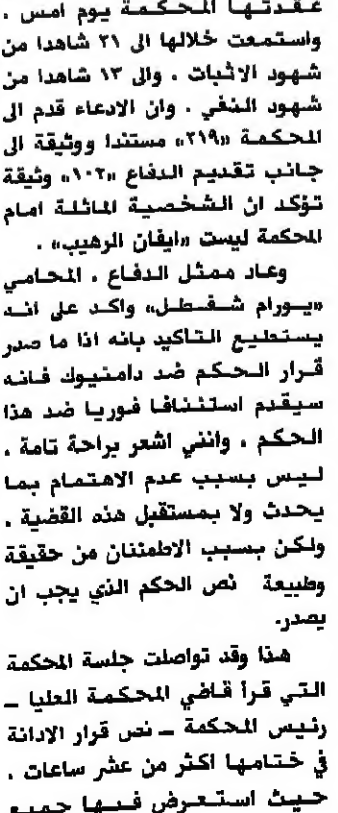 عقدتها المحكمة يوم امس .
واستمعت خلالها الى ٢١ شاهدا من
شهود الاثبات . والى ١٣ شاهدا من
شهود النفي . وان الادعاء قدم الى
المحكمة «٢١٩» مستندا ووثيقة الى
جانب تقديم الدفاع «١٠٢» وثيقة
تؤكد ان الشخصية الماثلة امام
المحكمة ليست «ايفان الرهيب» .
وعاد ممثل الدفاع . المحامي
«يورام شفطل» واكد على انه
يستطيع التاكيد بانه اذا ما صدر
قرار الحكم ضد دامنيوك فانه
سيقدم استئنافا فوريا ضد هذا
الحكم . وانني اشعر براحة تامة .
ليس بسبب عدم الاهتمام بما
يحدث ولا بمستقبل هذه القضية .
ولكن بسبب الاطمئنان من حقيقة
وطبيعة نص الحكم الذي يجب ان
يصدر.
هذا وقد تواصلت جلسة المحكمة
التي قرأ قاضي المحكمة العليا ـ
رئيس المحكمة ـ نص قرار الادانة
في ختامها اكثر من عشر ساعات .
حيث استعرض فيها جميع